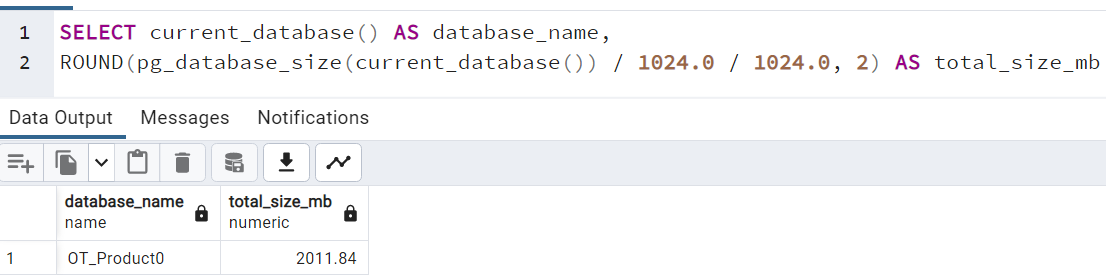 1 SELECT current_database() AS database_name,
2 ROUND(pg_database_size(current_database()) / 1024.0 / 1024.0, 2) AS total_size_mb
Data Output Messages Notifications
database_name total_size_mb
name numeric
1 OT_Product0 2011.84